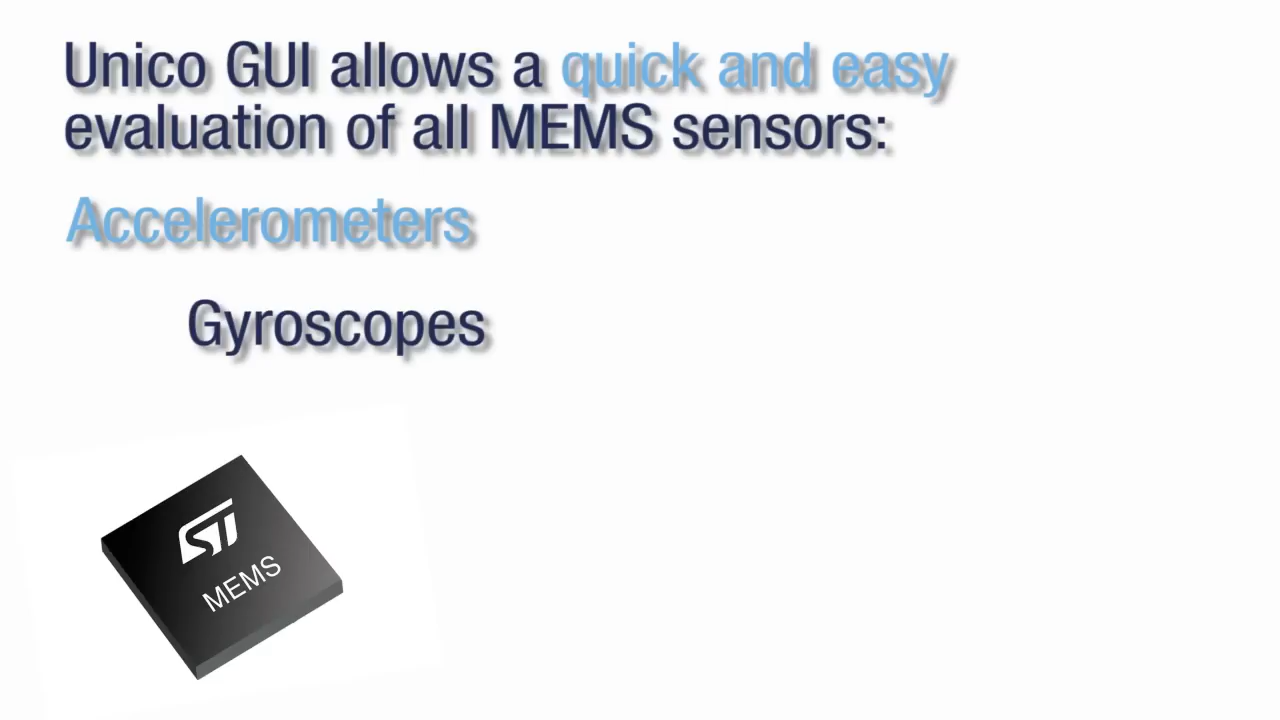 Unico GUI allows a quick and easy
evaluation of all MEMS sensors:
Accelerometers
Gyroscopes
ST
MEMS